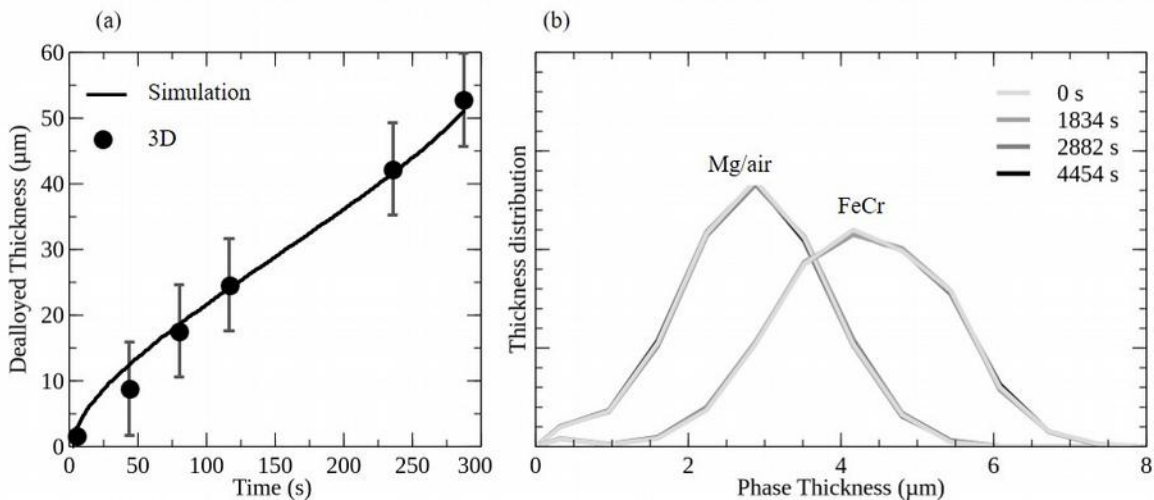 (a)
60
50
40
30
20
10
0
Dealloyed Thickness (µm)
Simulation
3D
0 50 100 150 200 250 300
Time (s)
(b)
Thickness distribution
Mg/air
FeCr
0 s
1834 s
2882 s
4454 s
0 2 4 6 8
Phase Thickness (µm)